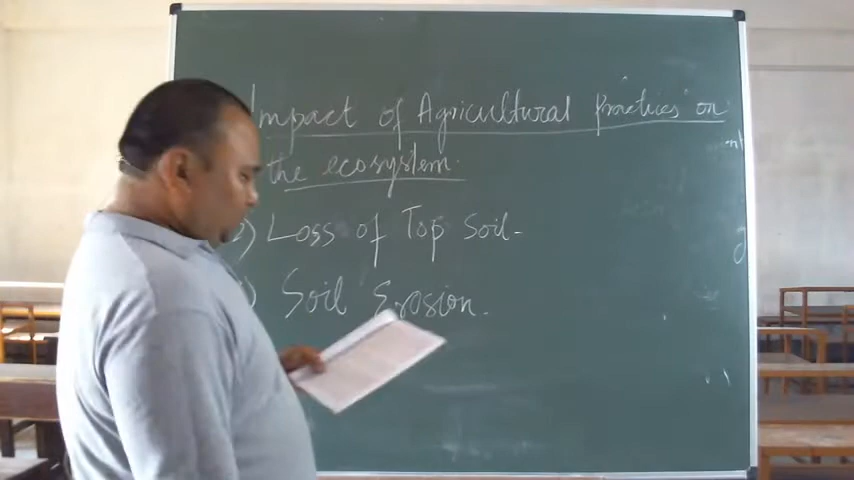 Impact of Agricultural Practices on
the ecosystem.
) Loss of Top Soil.
) Soil Erosion.